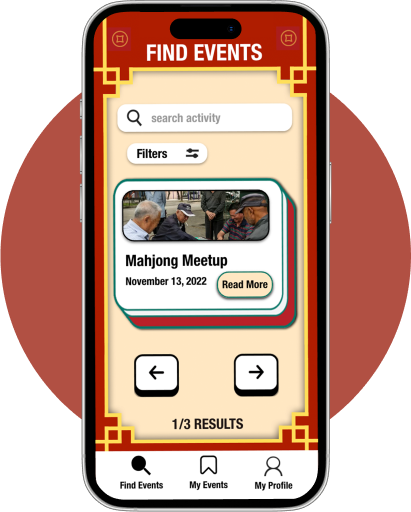 FIND EVENTS
search activity
Filters
Mahjong Meetup
November 13, 2022
Read More
1/3 RESULTS
Find Events
My Events
My Profile